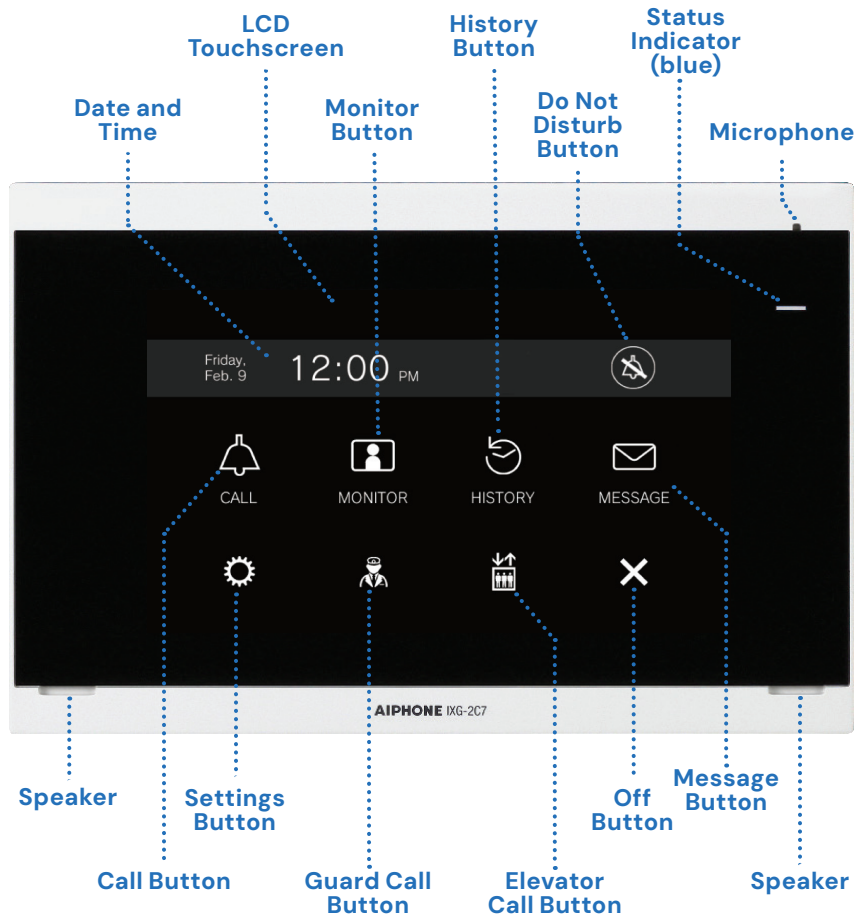 LCD
Touchscreen
History
Button
Status
Indicator
(blue)
Date and
Time
Monitor
Button
Do Not
Disturb
Button
Microphone
Friday,
Feb. 9
12:00 PM
CALL
MONITOR
HISTORY
MESSAGE
AIPHONE IXG-2C7
Speaker
Settings
Button
Off
Button
Message
Button
Call Button
Guard Call
Button
Elevator
Call Button
Speaker